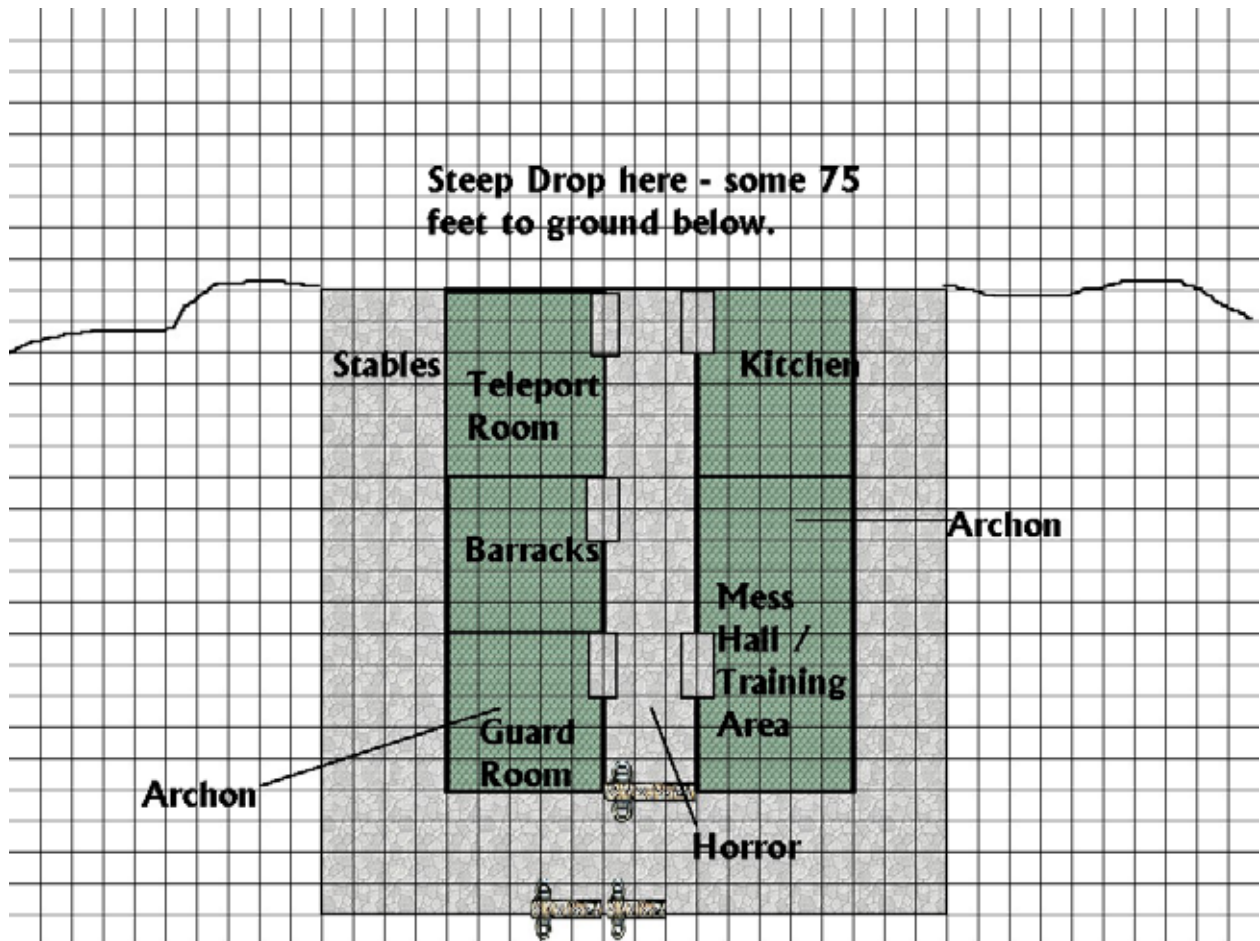 Steep Drop here - some 75
feet to ground below.
Stables
Teleport
Room
Kitchen
Barracks
Archon
Mess
Hall /
Training
Area
Guard
Room
Archon
Horror